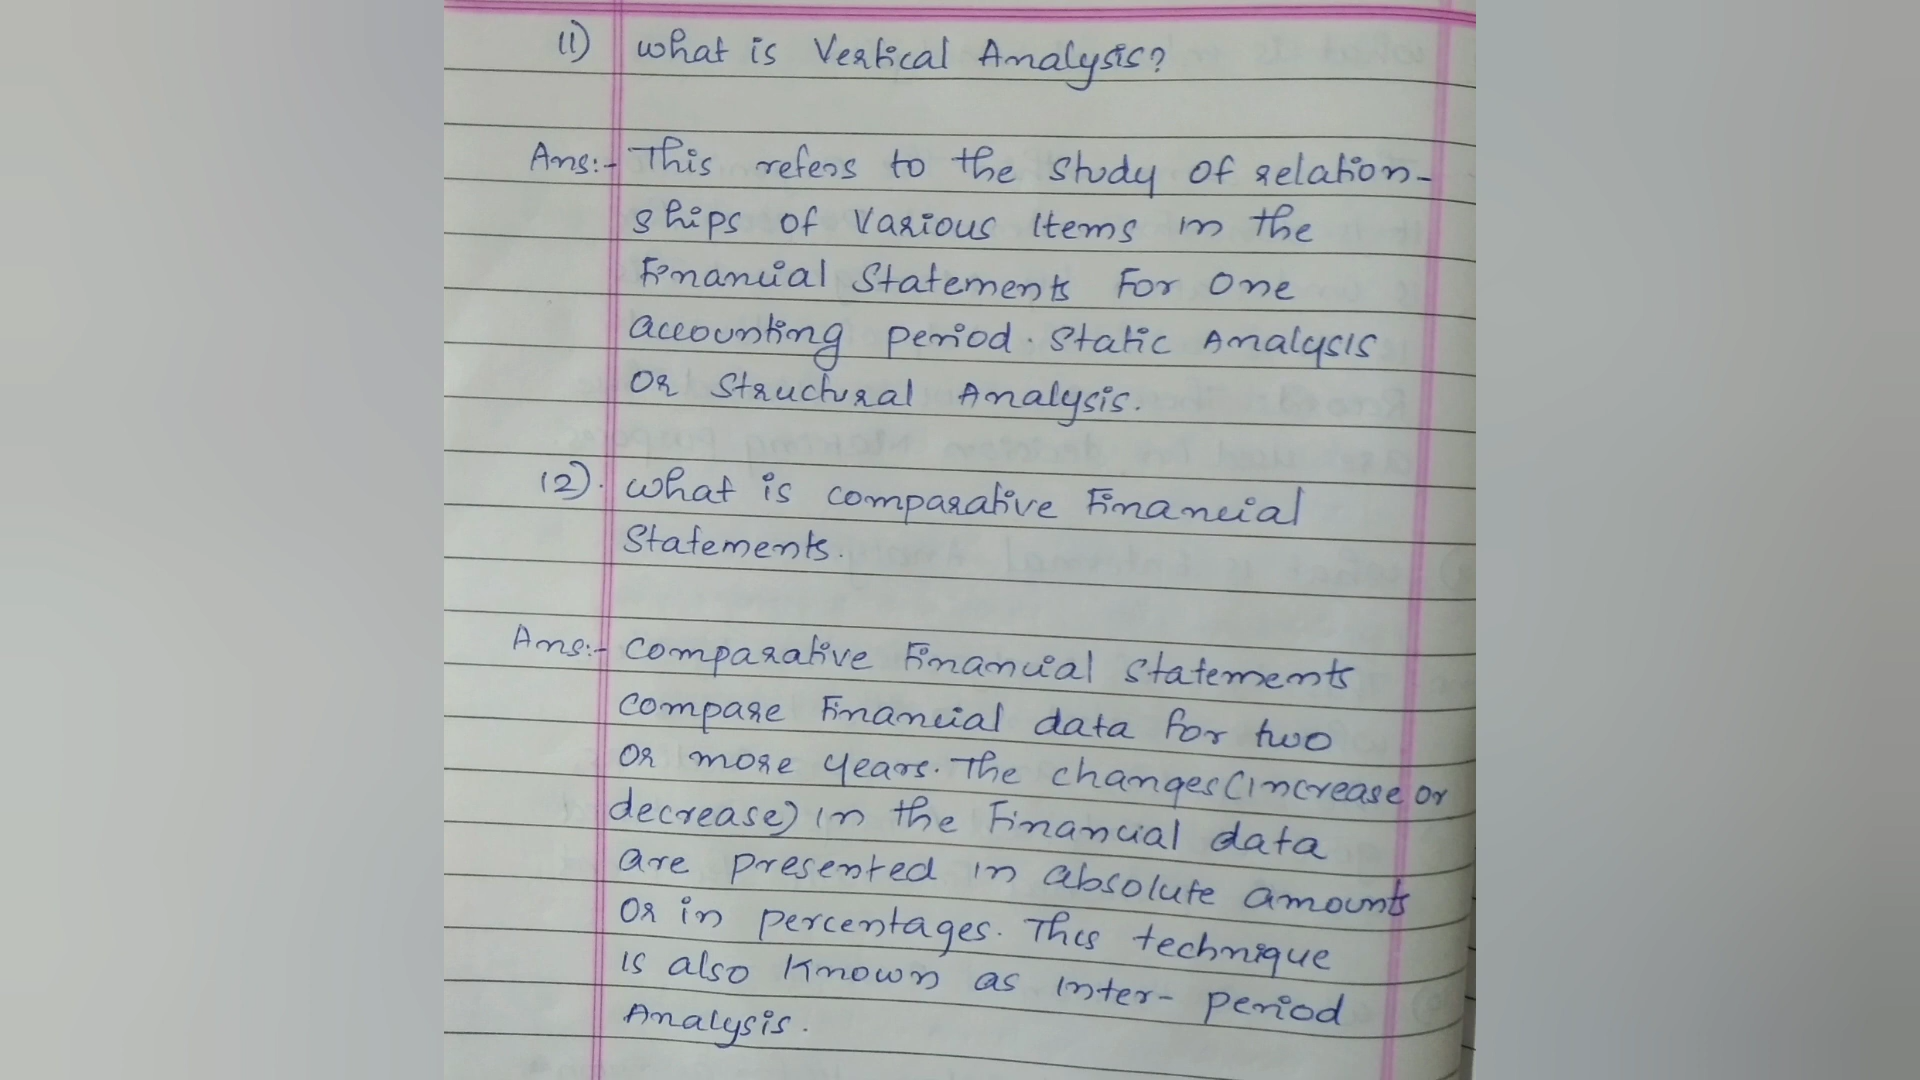 11) What is Vertical Analysis?
Ans:- This refers to the Study of relation-
ships of Various Items in the
Financial Statements For One
accounting period. Static Analysis
Or Structural Analysis.
12). What is comparative Financial
Statements.
Ans:- Comparative Financial Statements
Compare Financial data for two
Or more years. The changes (increase or
decrease) in the Financial data
are presented in absolute amounts
Or in percentages. This technique
is also Known as inter- period
Analysis.